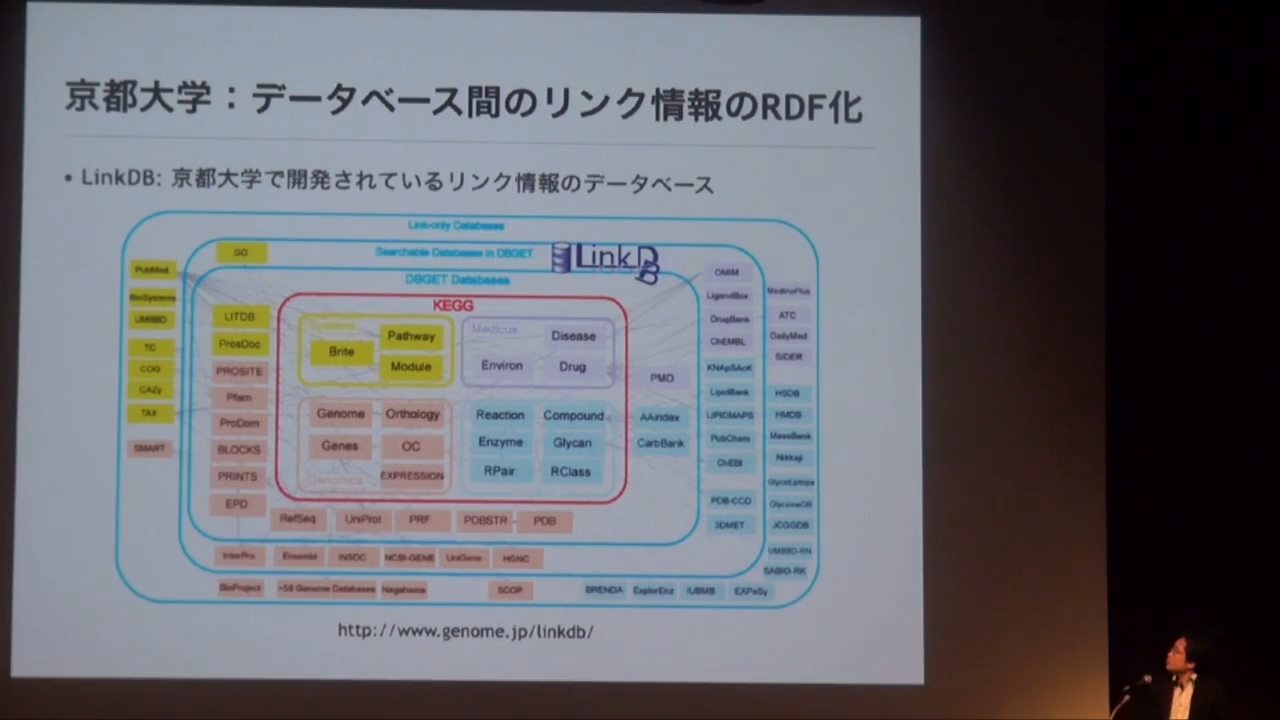 京都大学：データベース間のリンク情報のRDF化
• LinkDB: 京都大学で開発されているリンク情報のデータベース
Link-only Databases
Searchable Databases in DBGET
LinkDB
DBGET Databases
KEGG
GO
PubMed
BioSystems
UMBBD
TC
COG
CAZy
TAX
SMART
LITDB
ProsDoc
PROSITE
Pfam
ProDom
BLOCKS
PRINTS
EPD
Systems
Brite
Pathway
Module
Medicus
Disease
Environ
Drug
Genome
Orthology
Genes
OC
EXPRESSION
Genomics
Reaction
Compound
Enzyme
Glycan
RPair
RClass
PMD
AAindex
CarbBank
OMIM
LigandBox
DrugBank
ChEMBL
KNApSAcK
LipidBank
LIPIDMAPS
PubChem
ChEBI
PDB-CCD
3DMET
MedlinePlus
ATC
DailyMed
SIDER
HSDB
HMDB
MassBank
Nikkaji
GlycoEpitope
GlycomeDB
JCGGDB
UMBBD-RN
SABIO-RK
RefSeq
UniProt
PRF
PDBSTR
PDB
InterPro
Ensembl
INSDC
NCBI-GENE
UniGene
HGNC
BioProject
>50 Genome Databases
Nagahama
SCOP
BRENDA
ExplorEnz
IUBMB
EXPASy
http://www.genome.jp/linkdb/